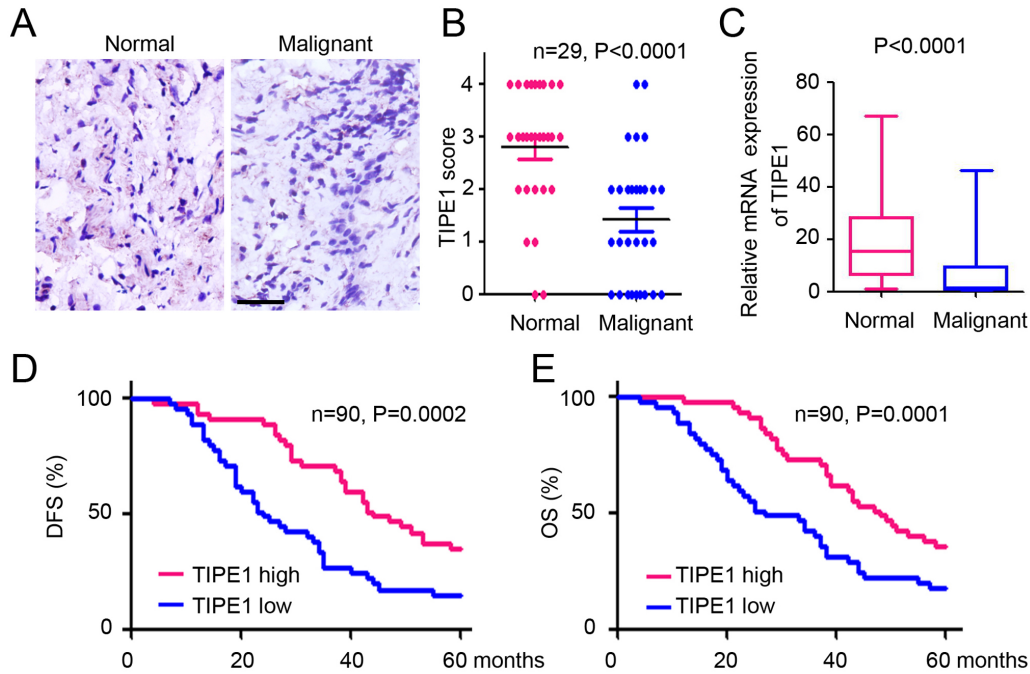 A
Normal
Malignant
B
n=29, P<0.0001
TIPE1 score
4
3
2
1
0
Normal
Malignant
C
P<0.0001
Relative mRNA expression
of TIPE1
80
60
40
20
0
Normal
Malignant
D
n=90, P=0.0002
DFS (%)
100
50
0
TIPE1 high
TIPE1 low
0
20
40
60 months
E
n=90, P=0.0001
OS (%)
100
50
0
TIPE1 high
TIPE1 low
0
20
40
60 months